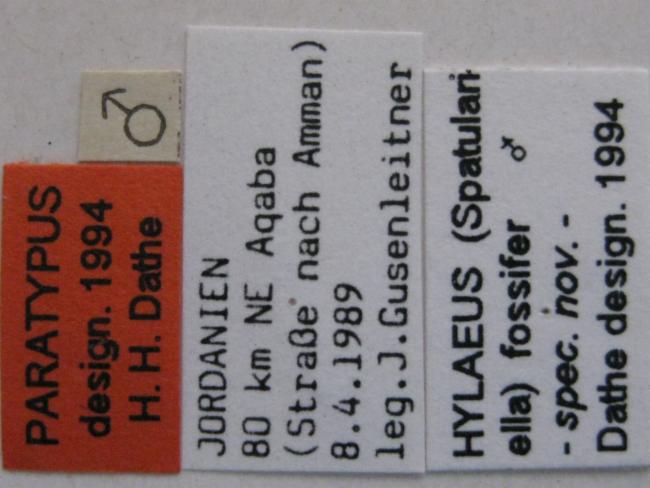 ♂
PARATYPUS
design. 1994
H. H. Dathe
JORDANIEN
80 km NE Aqaba
(Straße nach Amman)
8.4.1989
leg.J.Gusenleitner
HYLAEUS (Spatulari-
ella) fossifer ♂
- spec. nov. -
Dathe design. 1994